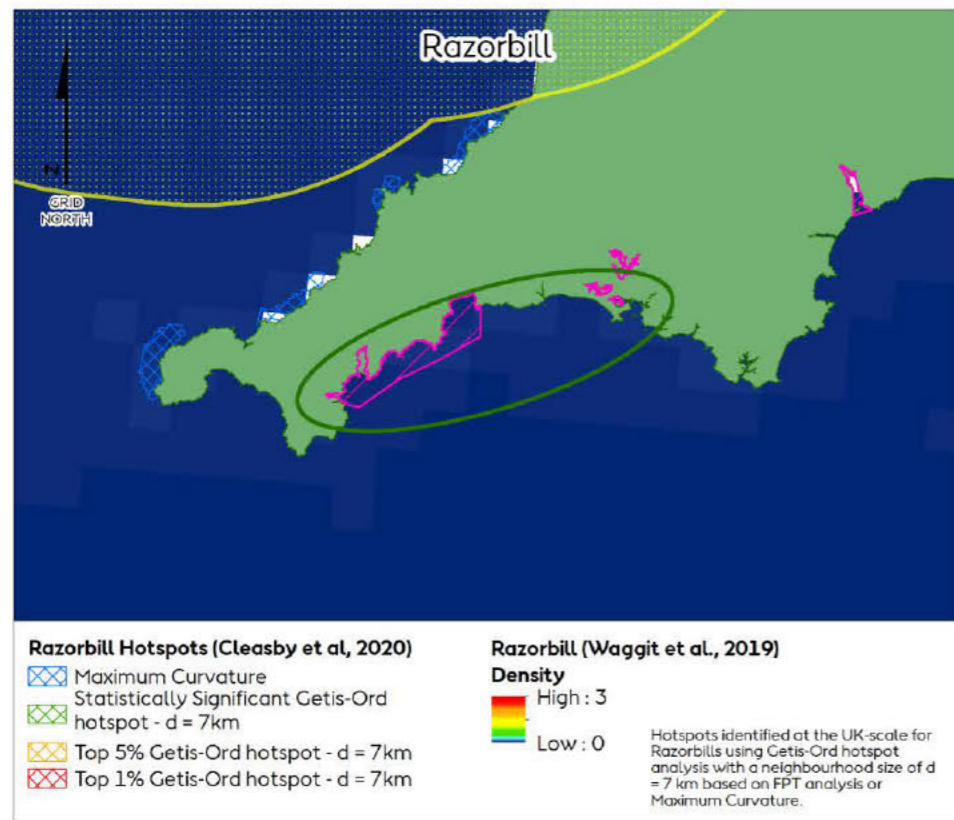 Razorbill
N
GRID
NORTH
Razorbill Hotspots (Cleasby et al, 2020)
Maximum Curvature
Statistically Significant Getis-Ord
hotspot - d = 7km
Top 5% Getis-Ord hotspot - d = 7km
Top 1% Getis-Ord hotspot - d = 7km
Razorbill (Waggit et al., 2019)
Density
High : 3
Low : 0
Hotspots identified at the UK-scale for
Razorbills using Getis-Ord hotspot
analysis with a neighbourhood size of d
= 7 km based on FPT analysis or
Maximum Curvature.